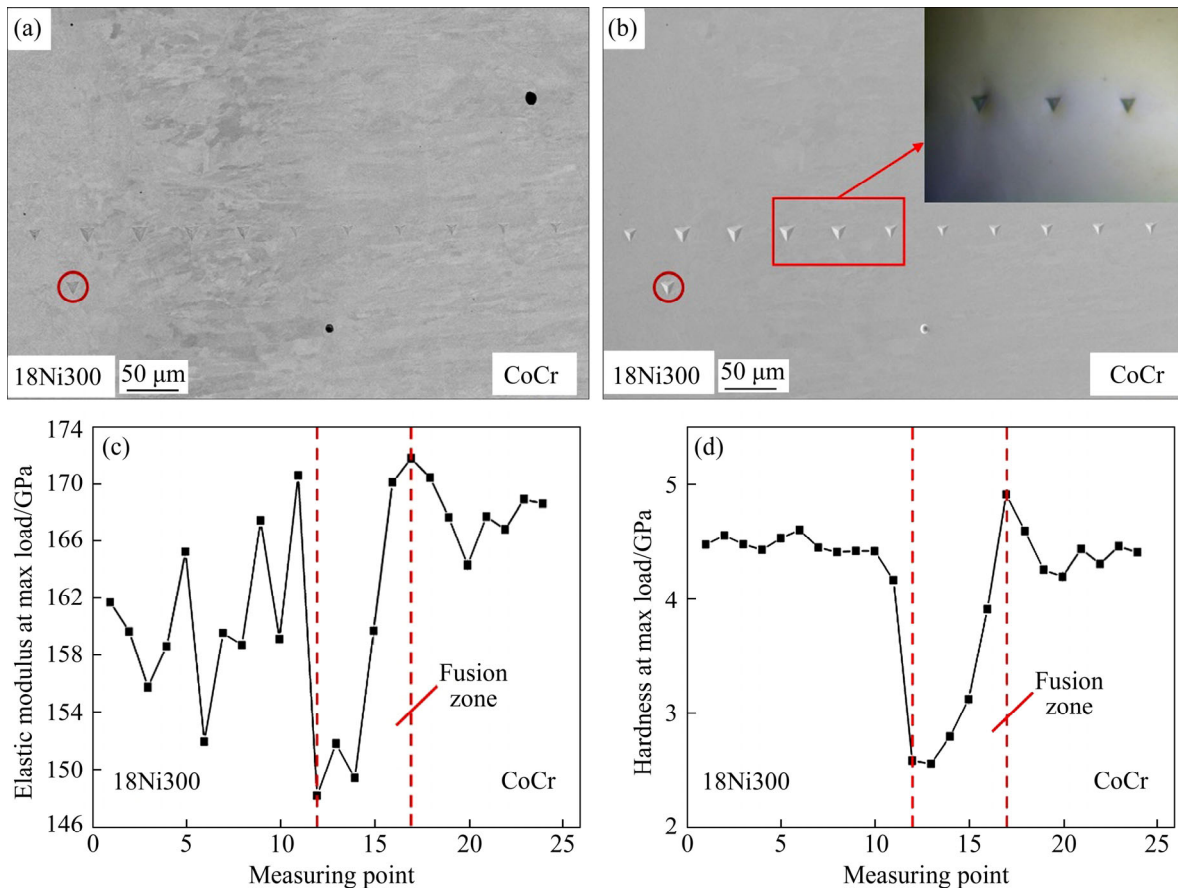 (a)
18Ni300
50 μm
CoCr
(b)
18Ni300
50 μm
CoCr
(c)
174
170
166
162
158
154
150
146
Elastic modulus at max load/GPa
Fusion
zone
18Ni300
CoCr
0
5
10
15
20
25
Measuring point
(d)
5
4
3
2
Hardness at max load/GPa
Fusion
zone
18Ni300
CoCr
0
5
10
15
20
25
Measuring point